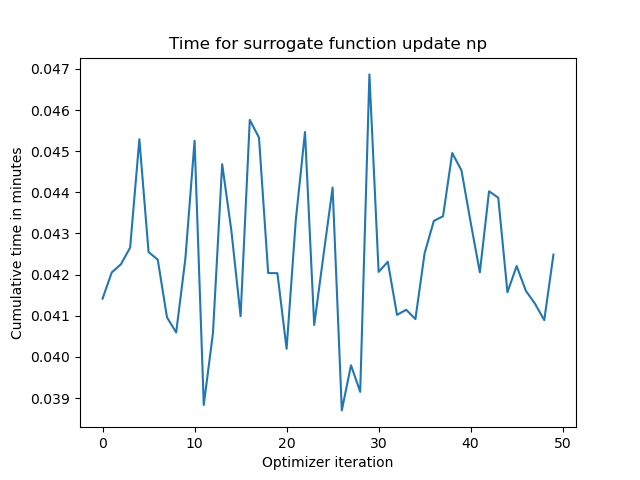 Time for surrogate function update np
Cumulative time in minutes
0.047
0.046
0.045
0.044
0.043
0.042
0.041
0.040
0.039
0 10 20 30 40 50
Optimizer iteration